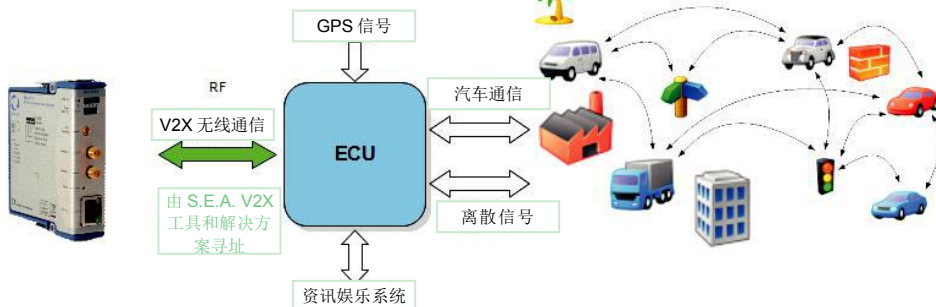 GPS 信号
RF
V2X 无线通信
汽车通信
ECU
由 S.E.A. V2X
工具和解决方
案寻址
离散信号
资讯娱乐系统